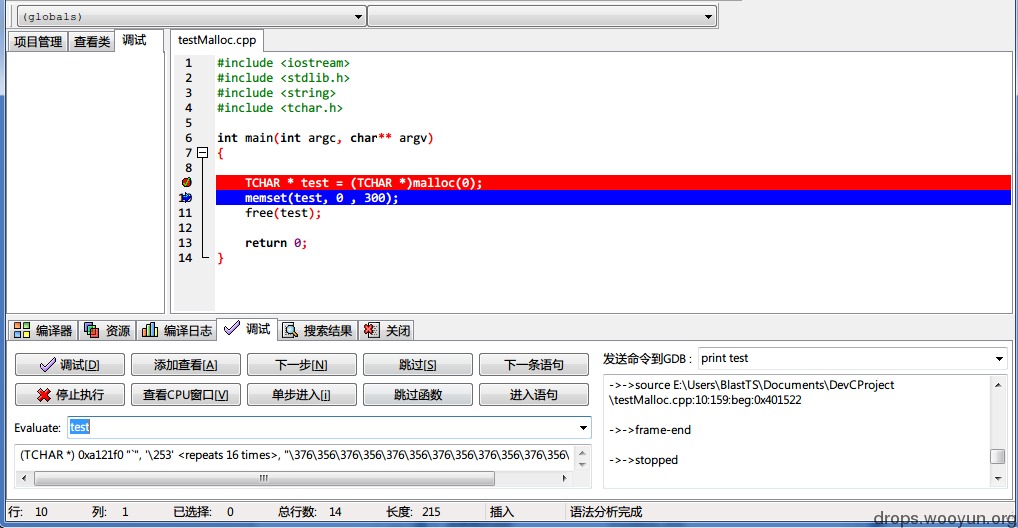 (globals)
项目管理 查看类 调试
testMalloc.cpp
1 #include <iostream>
2 #include <stdlib.h>
3 #include <string>
4 #include <tchar.h>
5
6 int main(int argc, char** argv)
7 {
8
TCHAR * test = (TCHAR *)malloc(0);
10 memset(test, 0 , 300);
11 free(test);
12
13 return 0;
14 }
编译器 资源 编译日志 调试 搜索结果 关闭
调试[D] 添加查看[A] 下一步[N] 跳过[S] 下一条语句
停止执行 查看CPU窗口[V] 单步进入[i] 跳过函数 进入语句
Evaluate: test
(TCHAR *) 0xa121f0 "`", '\253' <repeats 16 times>, "\376\356\376\356\376\356\376\356\376\356\376\356\
发送命令到GDB : print test
->->source E:\Users\BlastTS\Documents\DevCProject
\testMalloc.cpp:10:159:beg:0x401522
->->frame-end
->->stopped
行: 10 列: 1 已选择: 0 总行数: 14 长度: 215 插入 语法分析完成
drops.wooyun.org